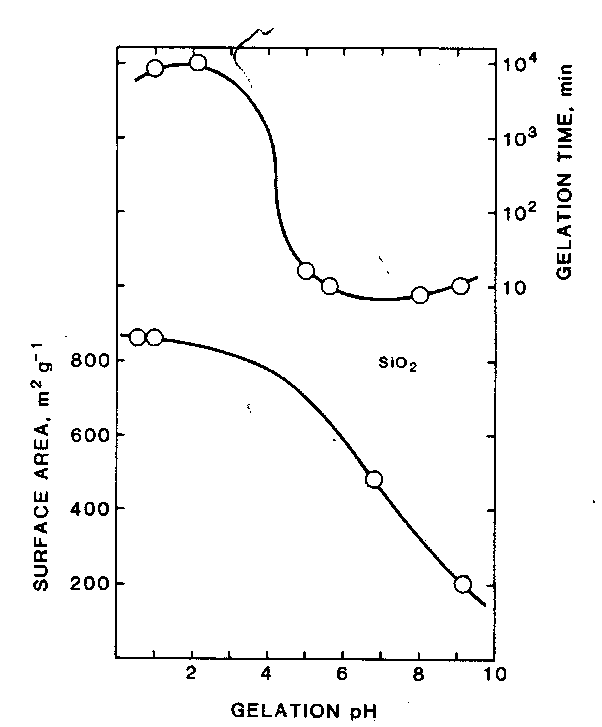 10⁴
10³
10²
10
GELATION TIME, min
SiO₂
800
600
400
200
SURFACE AREA, m² g⁻¹
2 4 6 8 10
GELATION pH